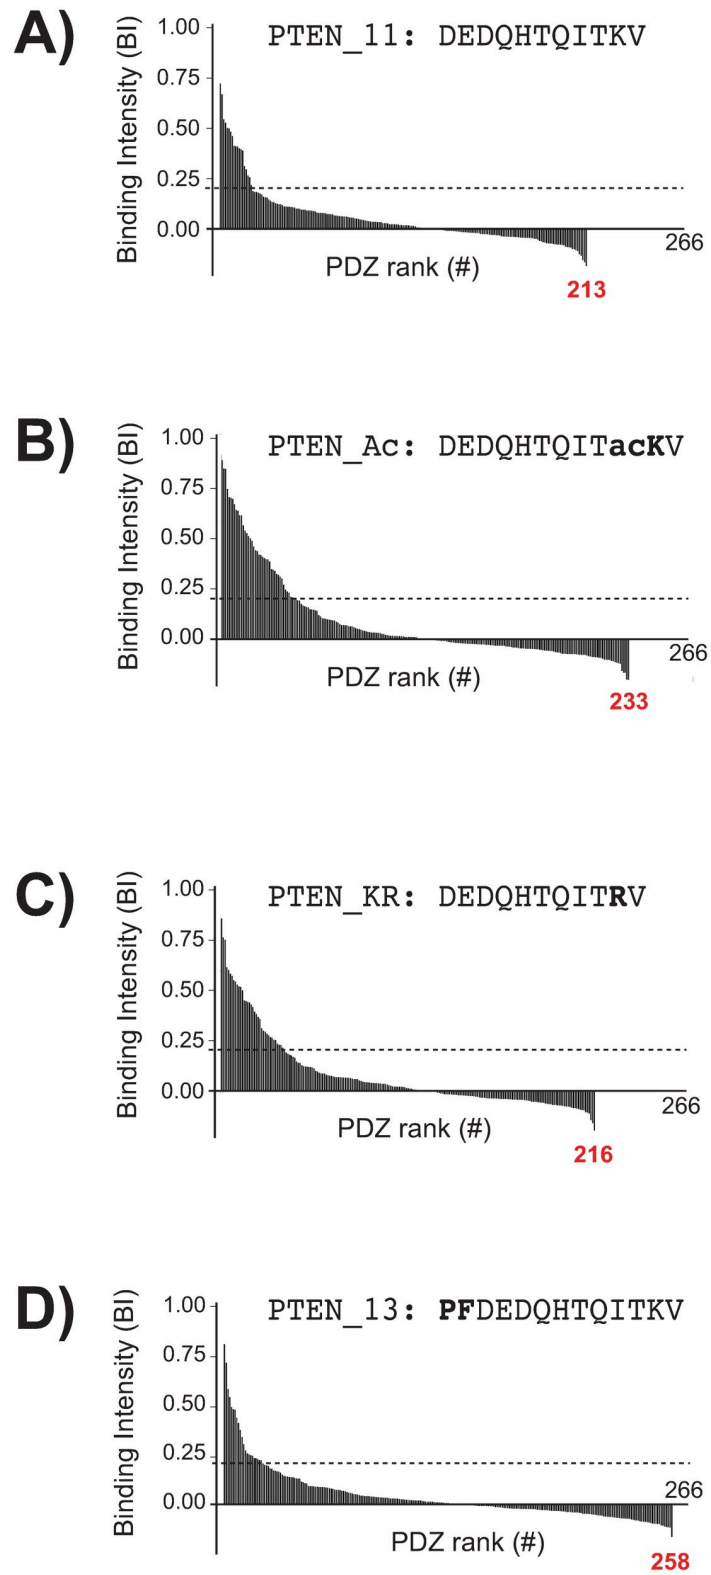 A)
PTEN_11: DEDQHTQITKV
Binding Intensity (BI)
1.00
0.75
0.50
0.25
0.00
266
PDZ rank (#)
213
B)
PTEN_Ac: DEDQHTQITacKV
Binding Intensity (BI)
1.00
0.75
0.50
0.25
0.00
266
PDZ rank (#)
233
C)
PTEN_KR: DEDQHTQITRV
Binding Intensity (BI)
1.00
0.75
0.50
0.25
0.00
266
PDZ rank (#)
216
D)
PTEN_13: PFDEDQHTQITKV
Binding Intensity (BI)
1.00
0.75
0.50
0.25
0.00
266
PDZ rank (#)
258